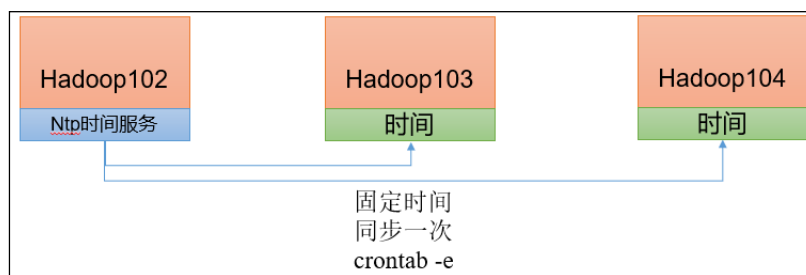 Hadoop102
Hadoop103
Hadoop104
Ntp时间服务
时间
时间
固定时间
同步一次
crontab -e